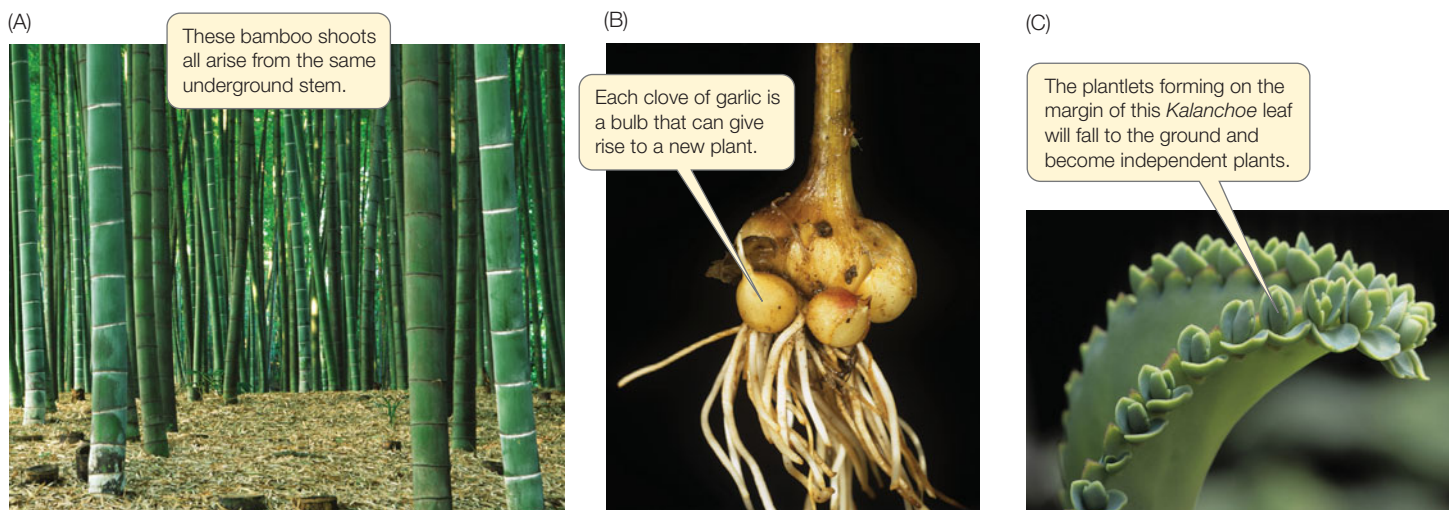 (A)
These bamboo shoots
all arise from the same
underground stem.
(B)
Each clove of garlic is
a bulb that can give
rise to a new plant.
(C)
The plantlets forming on the
margin of this Kalanchoe leaf
will fall to the ground and
become independent plants.